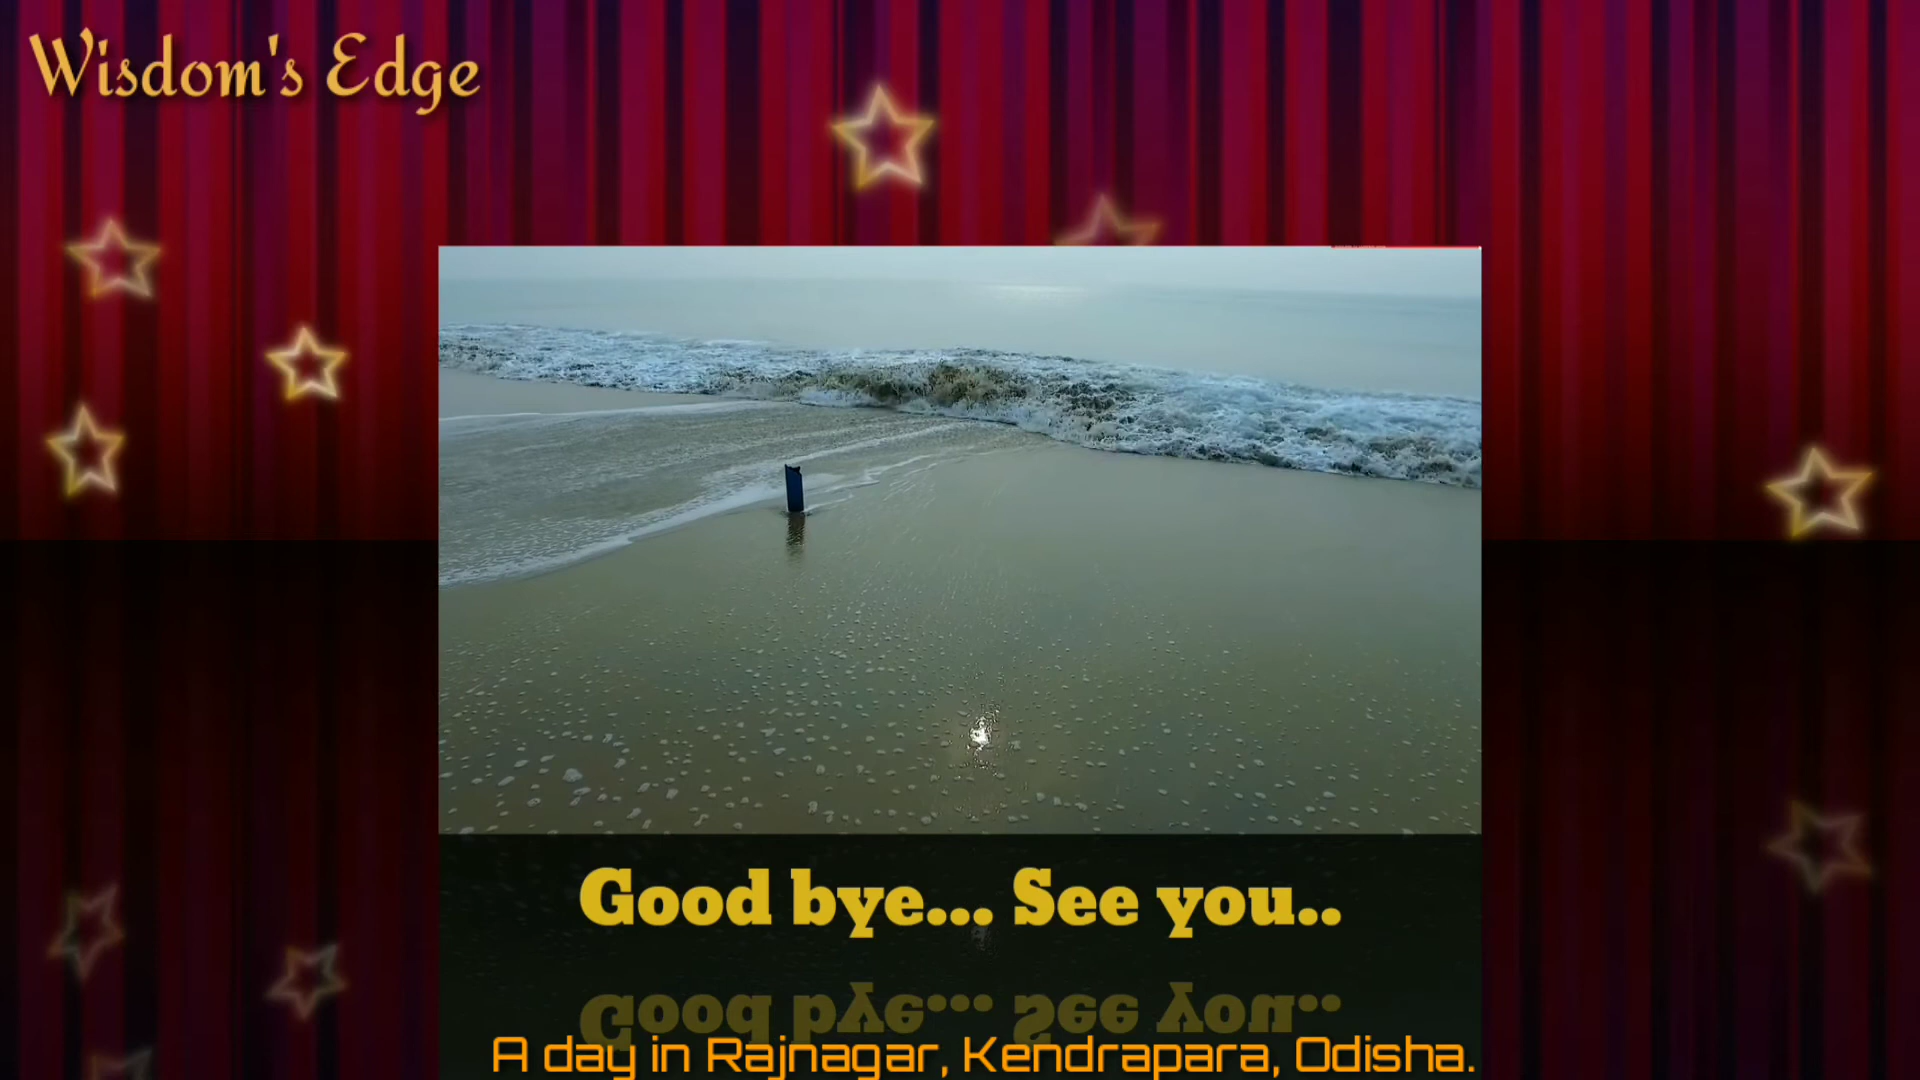 Wisdom's Edge
Good bye... See you..
A day in Rajnagar, Kendrapara, Odisha.